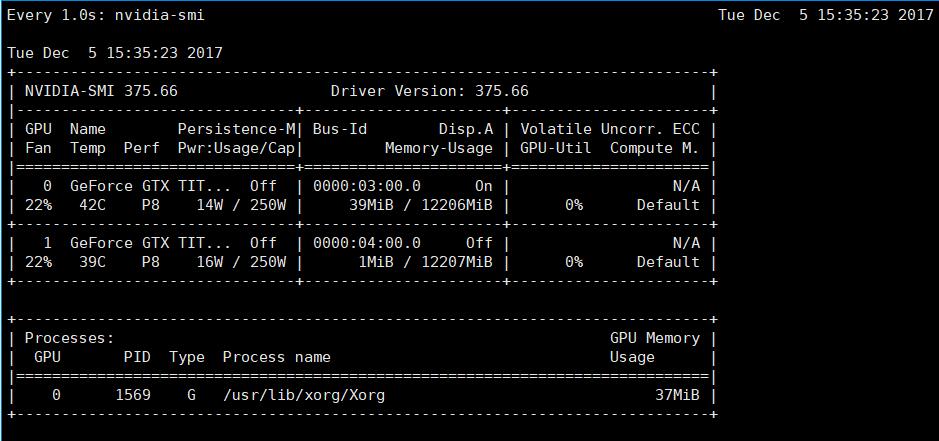 Every 1.0s: nvidia-smi                                                         Tue Dec  5 15:35:23 2017

Tue Dec  5 15:35:23 2017
+-----------------------------------------------------------------------------+
| NVIDIA-SMI 375.66                 Driver Version: 375.66                    |
|-------------------------------+----------------------+----------------------+
| GPU  Name        Persistence-M| Bus-Id        Disp.A | Volatile Uncorr. ECC |
| Fan  Temp  Perf  Pwr:Usage/Cap|         Memory-Usage | GPU-Util  Compute M. |
|===============================+======================+======================|
|   0  GeForce GTX TIT...  Off  | 0000:03:00.0      On |                  N/A |
| 22%   42C    P8    14W / 250W |     39MiB / 12206MiB |      0%      Default |
+-------------------------------+----------------------+----------------------+
|   1  GeForce GTX TIT...  Off  | 0000:04:00.0     Off |                  N/A |
| 22%   39C    P8    16W / 250W |      1MiB / 12207MiB |      0%      Default |
+-------------------------------+----------------------+----------------------+

+-----------------------------------------------------------------------------+
| Processes:                                                       GPU Memory |
|  GPU       PID  Type  Process name                               Usage      |
|=============================================================================|
|    0      1569    G   /usr/lib/xorg/Xorg                              37MiB |
+-----------------------------------------------------------------------------+